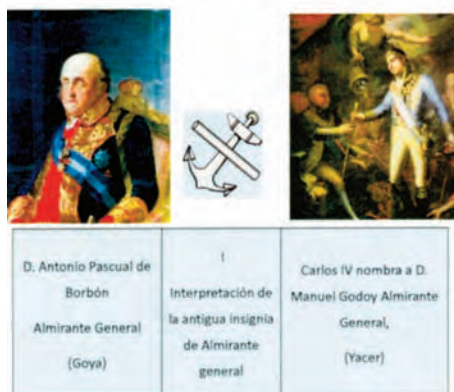 D. Antonio Pascual de
Borbón
Almirante General
(Goya)
I
Interpretación de
la antigua insignia
de Almirante
general
Carlos IV nombra a D.
Manuel Godoy Almirante
General,
(Yacer)